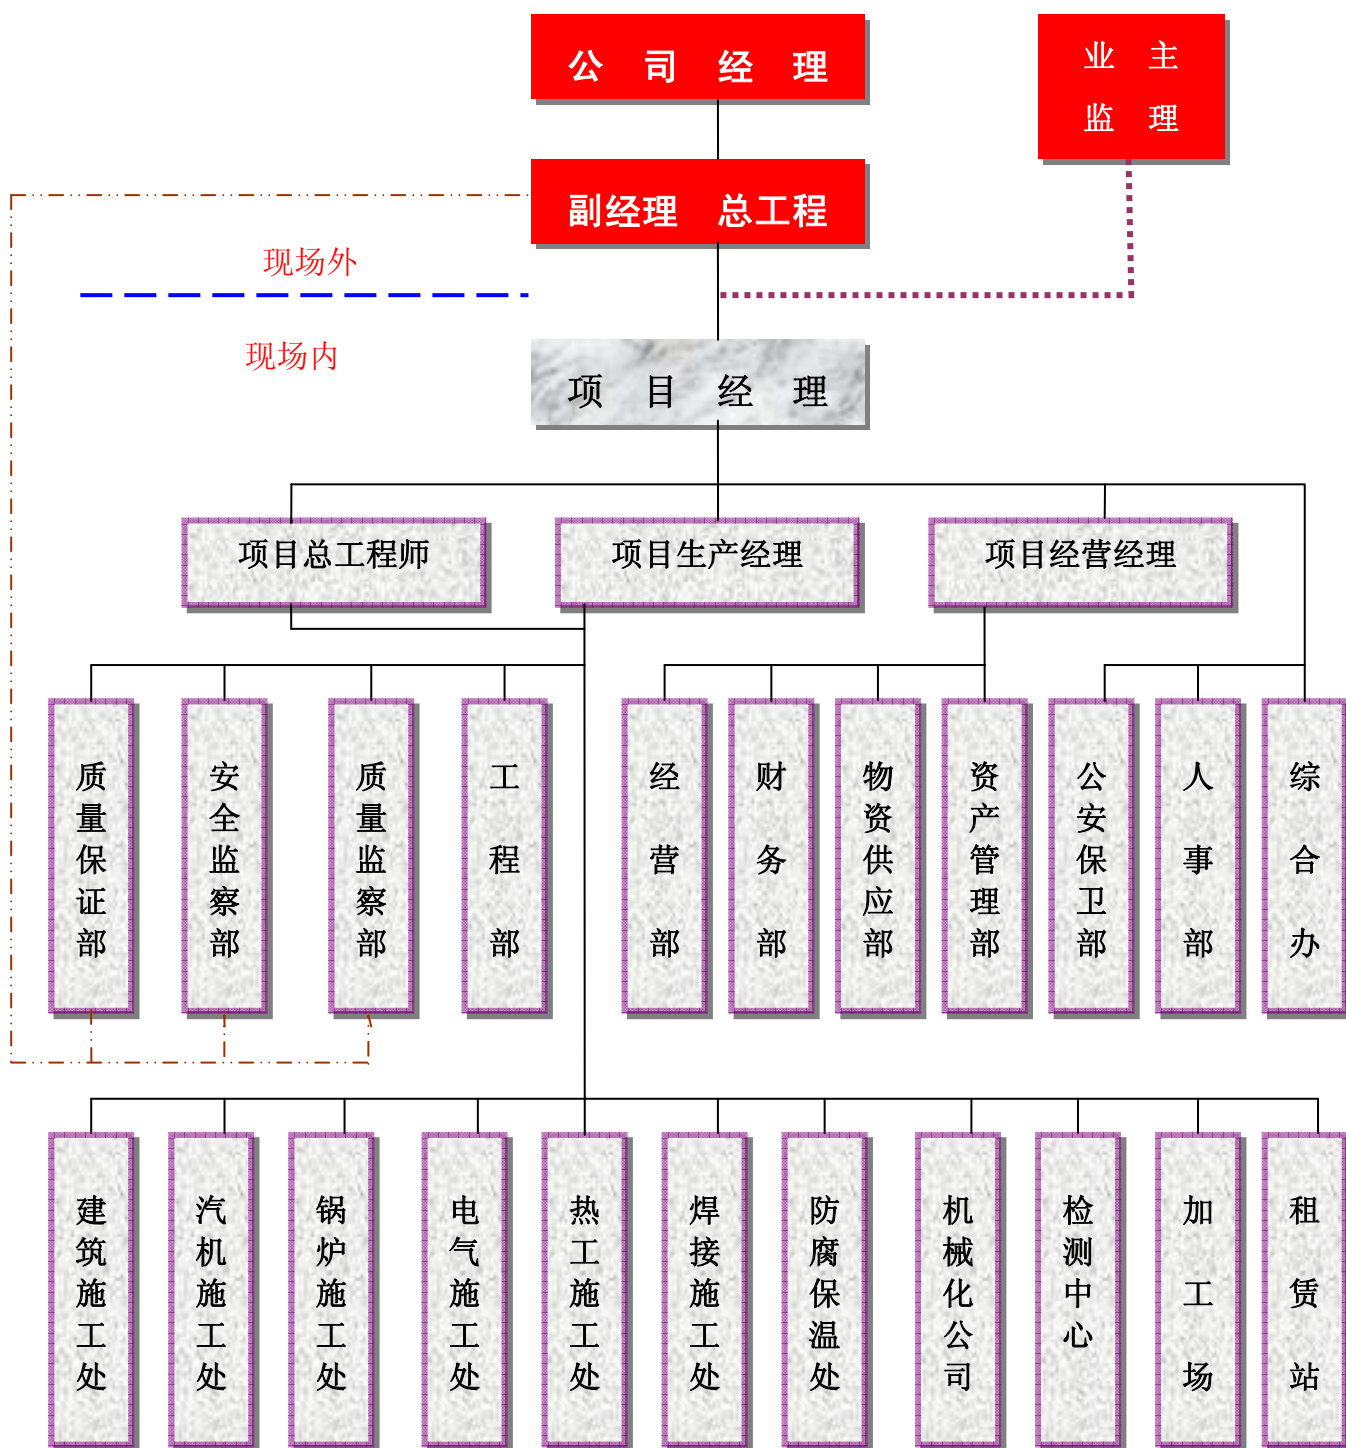 公 司 经 理
业 主
监 理
副经理 总工程
现场外
现场内
项 目 经 理
项目总工程师
项目生产经理
项目经营经理
质量保证部
安全监察部
质量监察部
工程部
经营部
财务部
物资供应部
资产管理部
公安保卫部
人事部
综合办
建筑施工处
汽机施工处
锅炉施工处
电气施工处
热工施工处
焊接施工处
防腐保温处
机械化公司
检测中心
加工场
租赁站